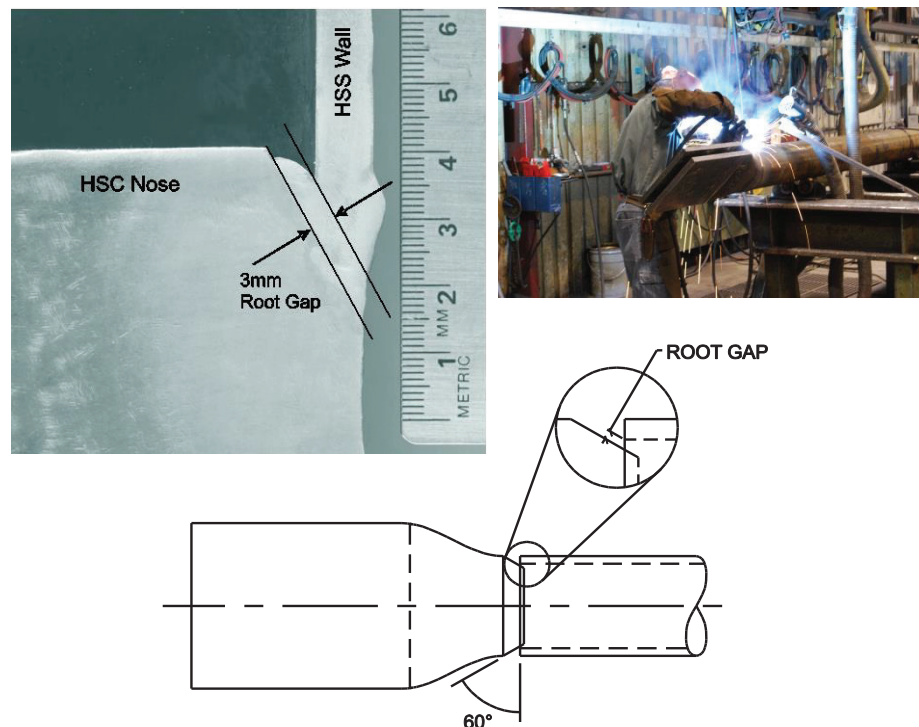 HSS Wall
HSC Nose
3mm
Root Gap
6
5
4
3
2
1
MM
METRIC
ROOT GAP
60°